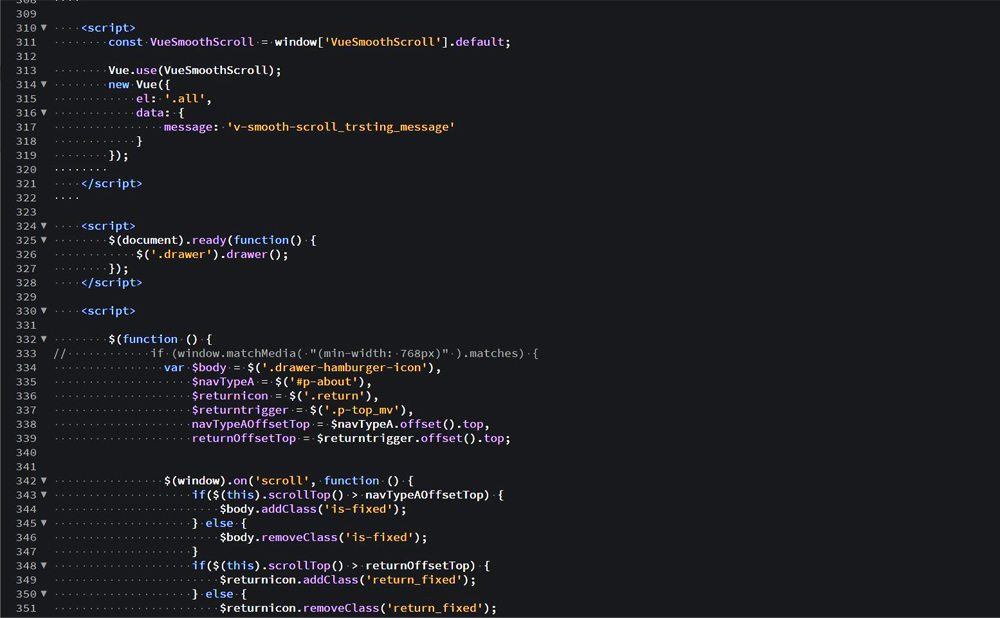 308
309
310 <script>
311 const VueSmoothScroll = window['VueSmoothScroll'].default;
312
313 Vue.use(VueSmoothScroll);
314 new Vue({
315 el: '.all',
316 data: {
317 message: 'v-smooth-scroll_trsting_message'
318 }
319 });
320
321 </script>
322
323
324 <script>
325 $(document).ready(function() {
326 $('.drawer').drawer();
327 });
328 </script>
329
330 <script>
331
332 $(function () {
333 // if (window.matchMedia( "(min-width: 768px)" ).matches) {
334 var $body = $('.drawer-hamburger-icon'),
335 $navTypeA = $('#p-about'),
336 $returnicon = $('.return'),
337 $returntrigger = $('.p-top_mv'),
338 navTypeAOffsetTop = $navTypeA.offset().top,
339 returnOffsetTop = $returntrigger.offset().top;
340
341
342 $(window).on('scroll', function () {
343 if($(this).scrollTop() > navTypeAOffsetTop) {
344 $body.addClass('is-fixed');
345 } else {
346 $body.removeClass('is-fixed');
347 }
348 if($(this).scrollTop() > returnOffsetTop) {
349 $returnicon.addClass('return_fixed');
350 } else {
351 $returnicon.removeClass('return_fixed');